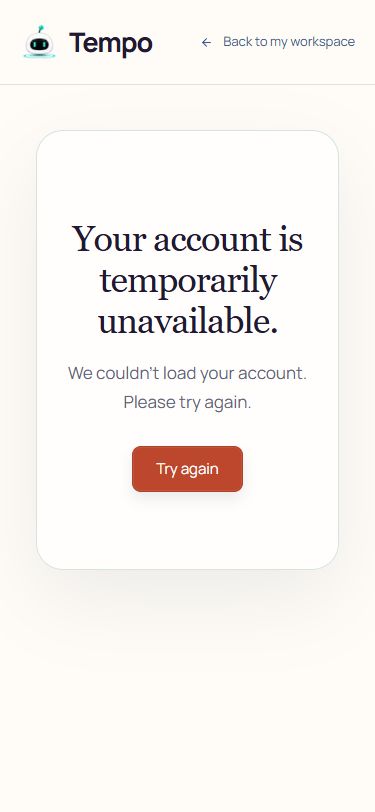 Tempo
← Back to my workspace
Your account is
temporarily
unavailable.
We couldn't load your account.
Please try again.
Try again